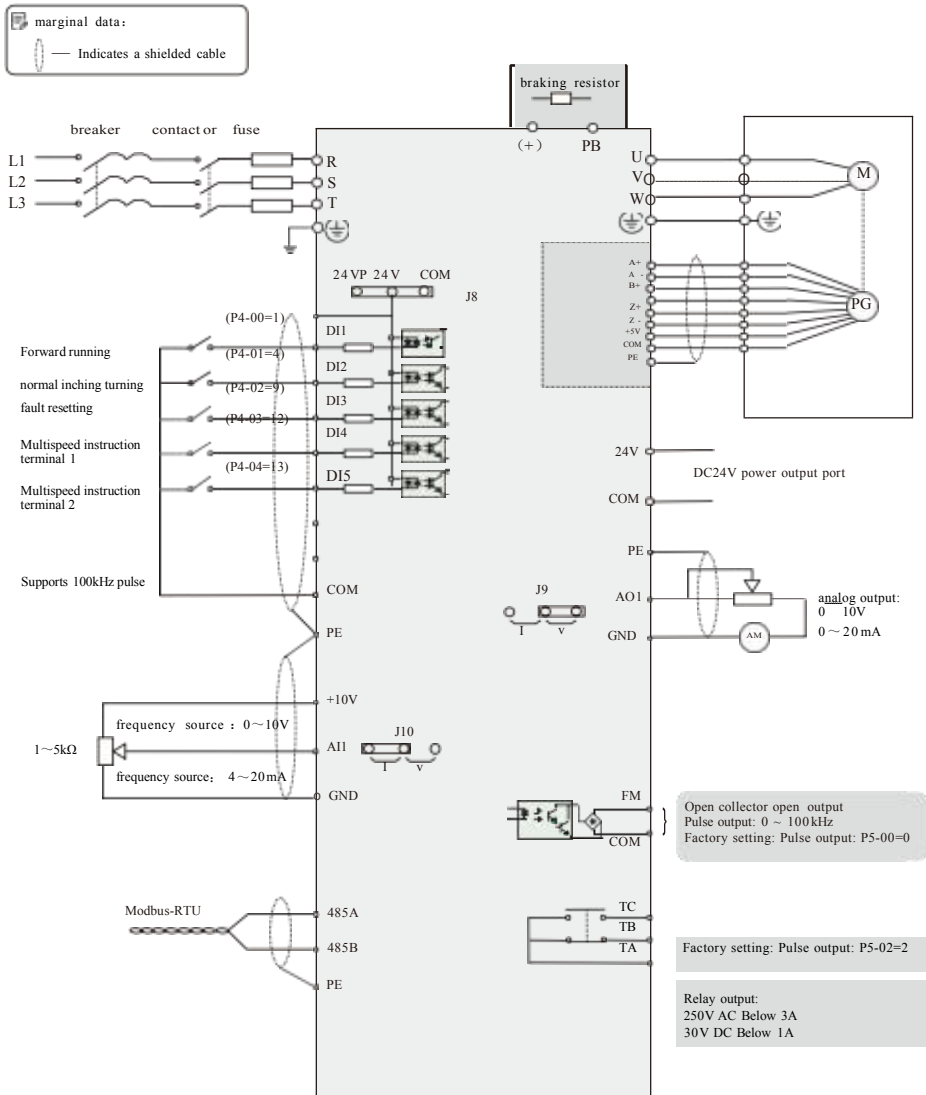 marginal data:
— Indicates a shielded cable
braking resistor
(+) PB
breaker contact or fuse
L1
L2
L3
R
S
T
U
V
W
M
24 VP 24 V COM
J8
A+
A -
B+
Z+
Z -
+5V
COM
PE
PG
(P4-00=1)
DI1
Forward running
(P4-01=4)
DI2
normal inching turning
(P4-02=9)
DI3
fault resetting
(P4-03=12)
DI4
Multispeed instruction
terminal 1
(P4-04=13)
DI5
Multispeed instruction
terminal 2
Supports 100kHz pulse
COM
PE
24V
DC24V power output port
COM
PE
J9
I v
AO1
GND
AM
analog output:
0 10V
0～20 mA
+10V
frequency source : 0～10V
1～5kΩ
AI1
J10
I v
frequency source: 4～20mA
GND
FM
COM
Open collector open output
Pulse output: 0 ~ 100kHz
Factory setting: Pulse output: P5-00=0
Modbus-RTU
485A
485B
PE
TC
TB
TA
Factory setting: Pulse output: P5-02=2
Relay output:
250V AC Below 3A
30V DC Below 1A